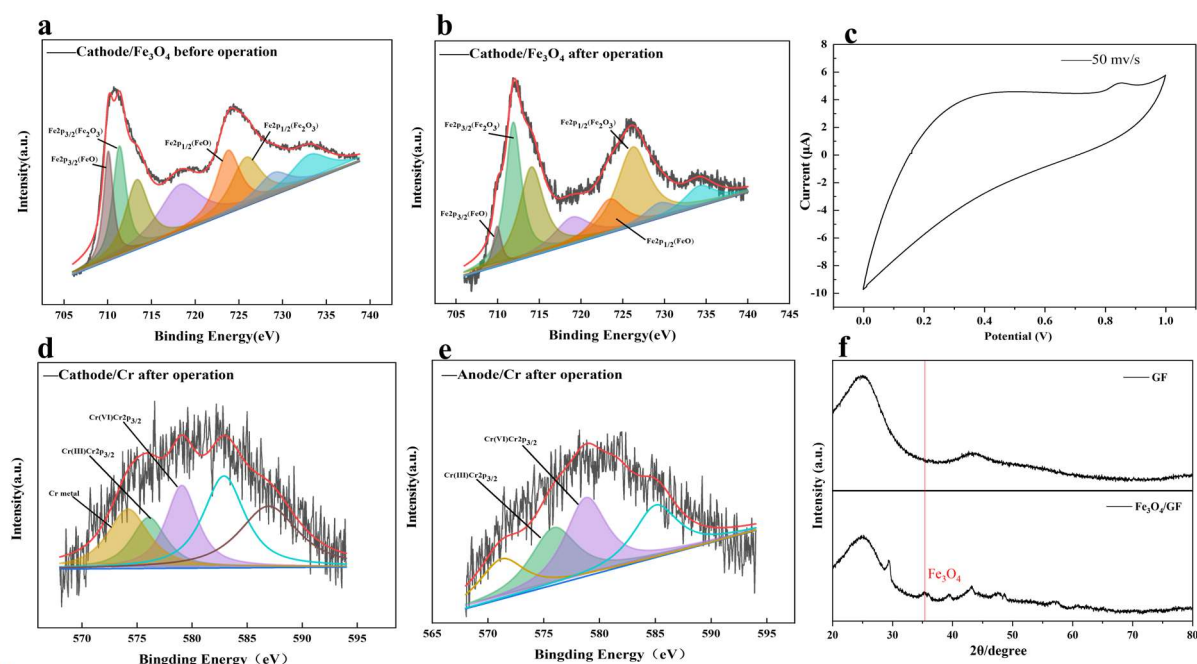 a
Cathode/Fe₃O₄ before operation
Fe2p₃/₂(Fe₂O₃)
Fe2p₃/₂(FeO)
Fe2p₁/₂(FeO)
Fe2p₁/₂(Fe₂O₃)
Intensity(a.u.)
705 710 715 720 725 730 735 740
Binding Energy(eV)
b
Cathode/Fe₃O₄ after operation
Fe2p₃/₂(Fe₂O₃)
Fe2p₁/₂(Fe₂O₃)
Fe2p₃/₂(FeO)
Fe2p₁/₂(FeO)
Intensity(a.u.)
700 705 710 715 720 725 730 735 740 745
Binding Energy(eV)
c
50 mv/s
Current (μA)
8
6
4
2
0
-2
-4
-6
-8
-10
0.0 0.2 0.4 0.6 0.8 1.0
Potential (V)
d
Cathode/Cr after operation
Cr(VI)Cr2p₃/₂
Cr(III)Cr2p₃/₂
Cr metal
Intensity(a.u.)
570 575 580 585 590 595
Bingding Energy（eV）
e
Anode/Cr after operation
Cr(VI)Cr2p₃/₂
Cr(III)Cr2p₃/₂
Intensity(a.u.)
565 570 575 580 585 590 595
Bingding Energy（eV）
f
GF
Fe₃O₄/GF
Fe₃O₄
Intensity (a.u.)
20 30 40 50 60 70 80
2θ/degree